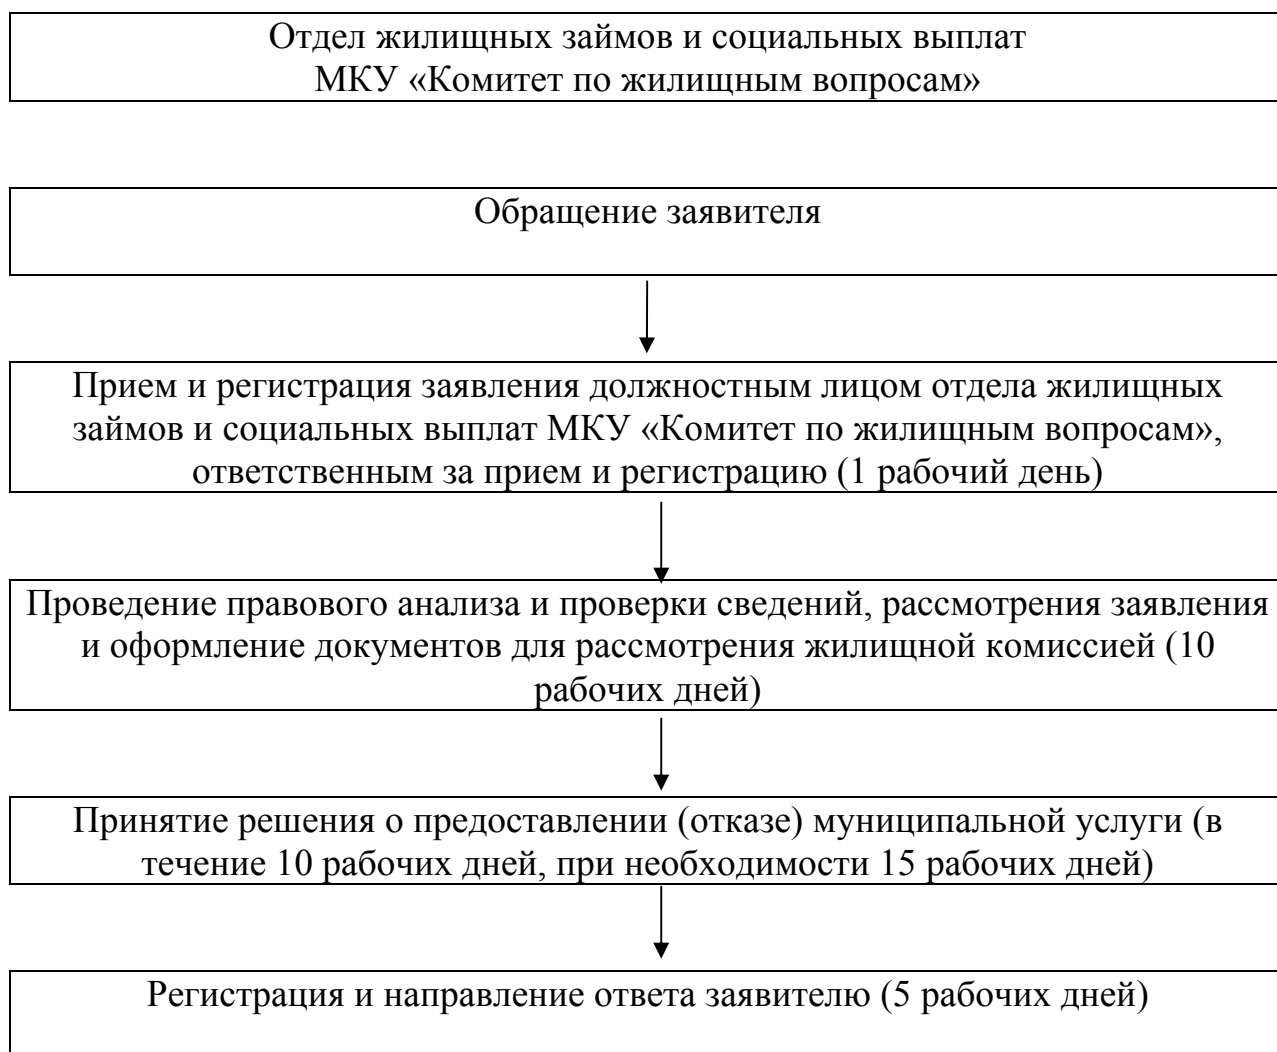 Отдел жилищных займов и социальных выплат
МКУ «Комитет по жилищным вопросам»
Обращение заявителя
Прием и регистрация заявления должностным лицом отдела жилищных
займов и социальных выплат МКУ «Комитет по жилищным вопросам»,
ответственным за прием и регистрацию (1 рабочий день)
Проведение правового анализа и проверки сведений, рассмотрения заявления
и оформление документов для рассмотрения жилищной комиссией (10
рабочих дней)
Принятие решения о предоставлении (отказе) муниципальной услуги (в
течение 10 рабочих дней, при необходимости 15 рабочих дней)
Регистрация и направление ответа заявителю (5 рабочих дней)